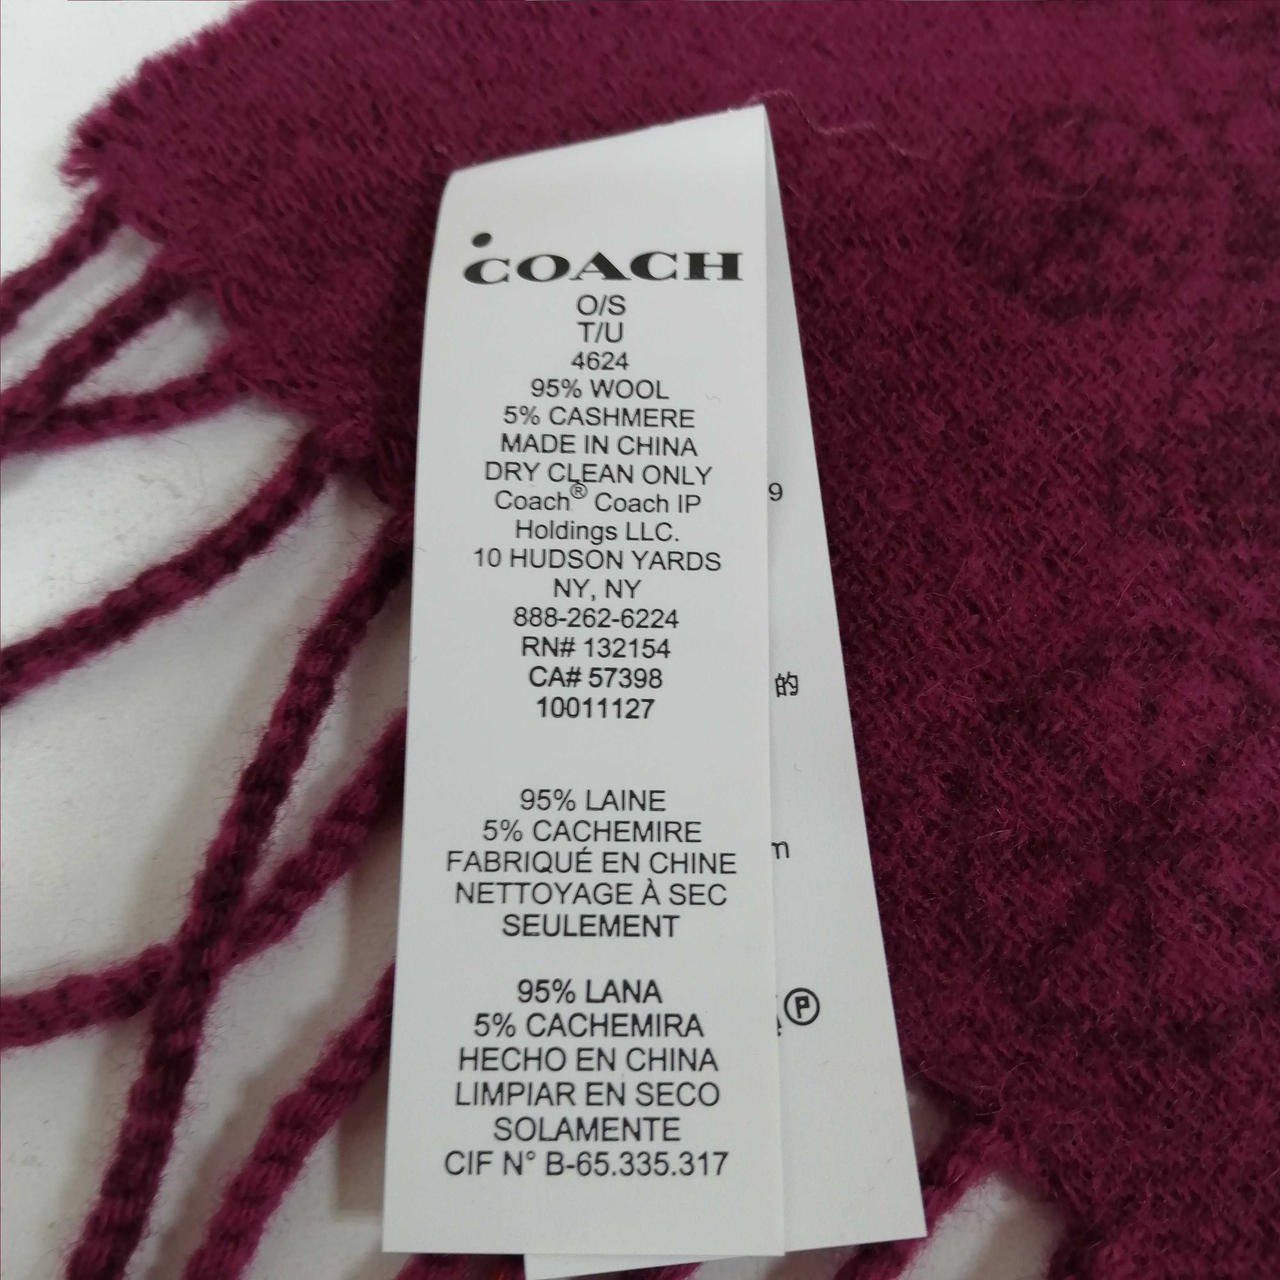 COACH
O/S
T/U
4624
95% WOOL
5% CASHMERE
MADE IN CHINA
DRY CLEAN ONLY
Coach® Coach IP
Holdings LLC.
10 HUDSON YARDS
NY, NY
888-262-6224
RN# 132154
CA# 57398
10011127
95% LAINE
5% CACHEMIRE
FABRIQUÉ EN CHINE
NETTOYAGE À SEC
SEULEMENT
95% LANA
5% CACHEMIRA
HECHO EN CHINA
LIMPIAR EN SECO
SOLAMENTE
CIF N° B-65.335.317
9
的
m
Ⓟ